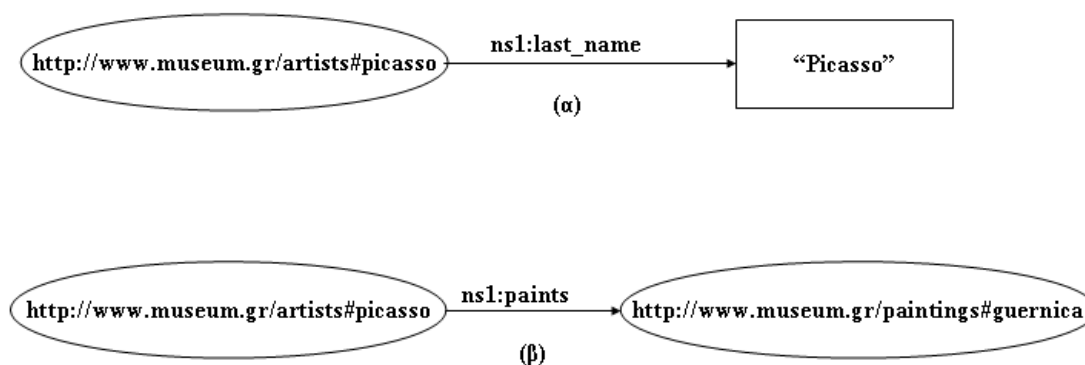 http://www.museum.gr/artists#picasso
ns1:last_name
“Picasso”
(α)
http://www.museum.gr/artists#picasso
ns1:paints
http://www.museum.gr/paintings#guernica
(β)